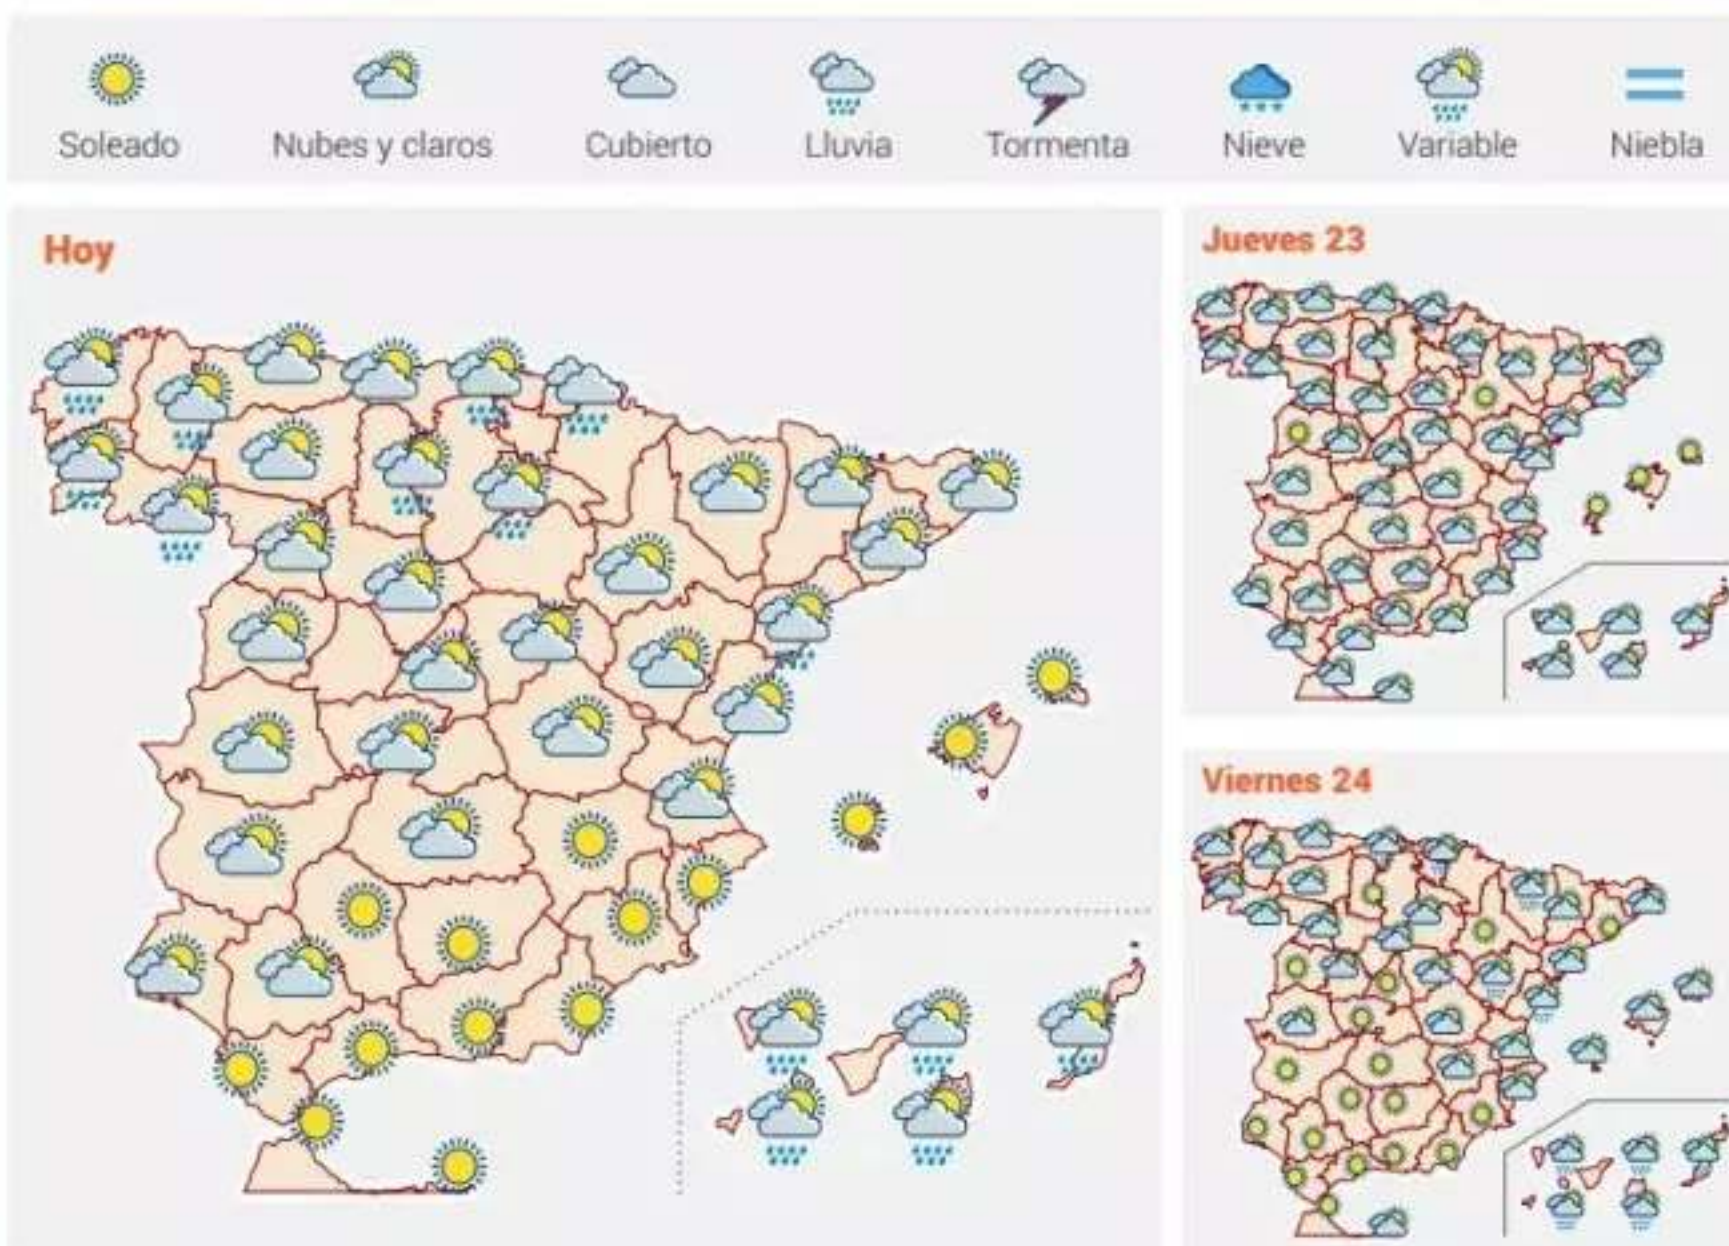 Soleado
Nubes y claros
Cubierto
Lluvia
Tormenta
Nieve
Variable
Niebla
Hoy
Jueves 23
Viernes 24